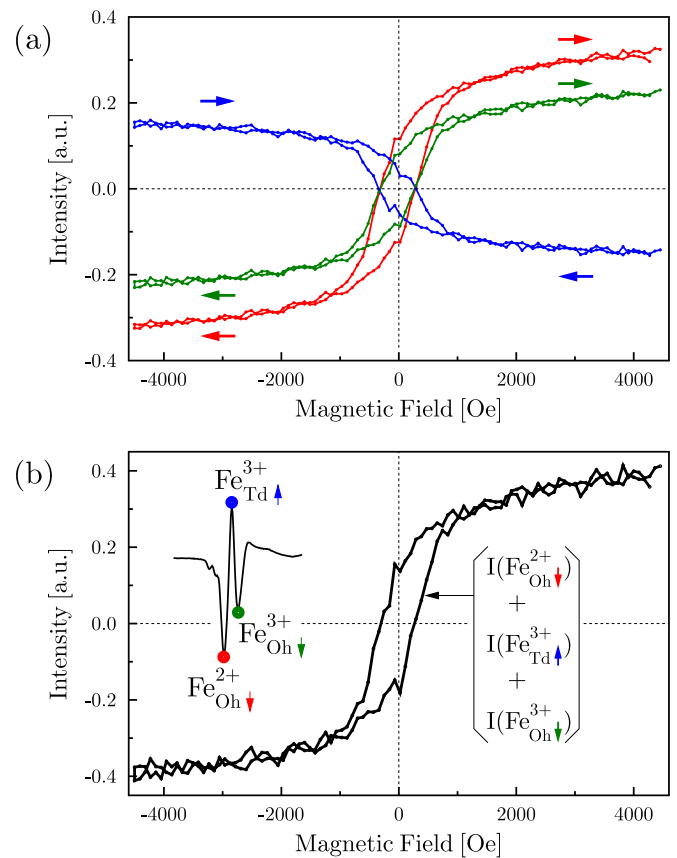 (a)
0.4
0.2
0.0
-0.2
-0.4
Intensity [a.u.]
-4000 -2000 0 2000 4000
Magnetic Field [Oe]
(b)
0.4
0.2
0.0
-0.2
-0.4
Intensity [a.u.]
Fe3+Td
Fe3+Oh
Fe2+Oh
I(Fe2+Oh)
+
I(Fe3+Td)
+
I(Fe3+Oh)
-4000 -2000 0 2000 4000
Magnetic Field [Oe]